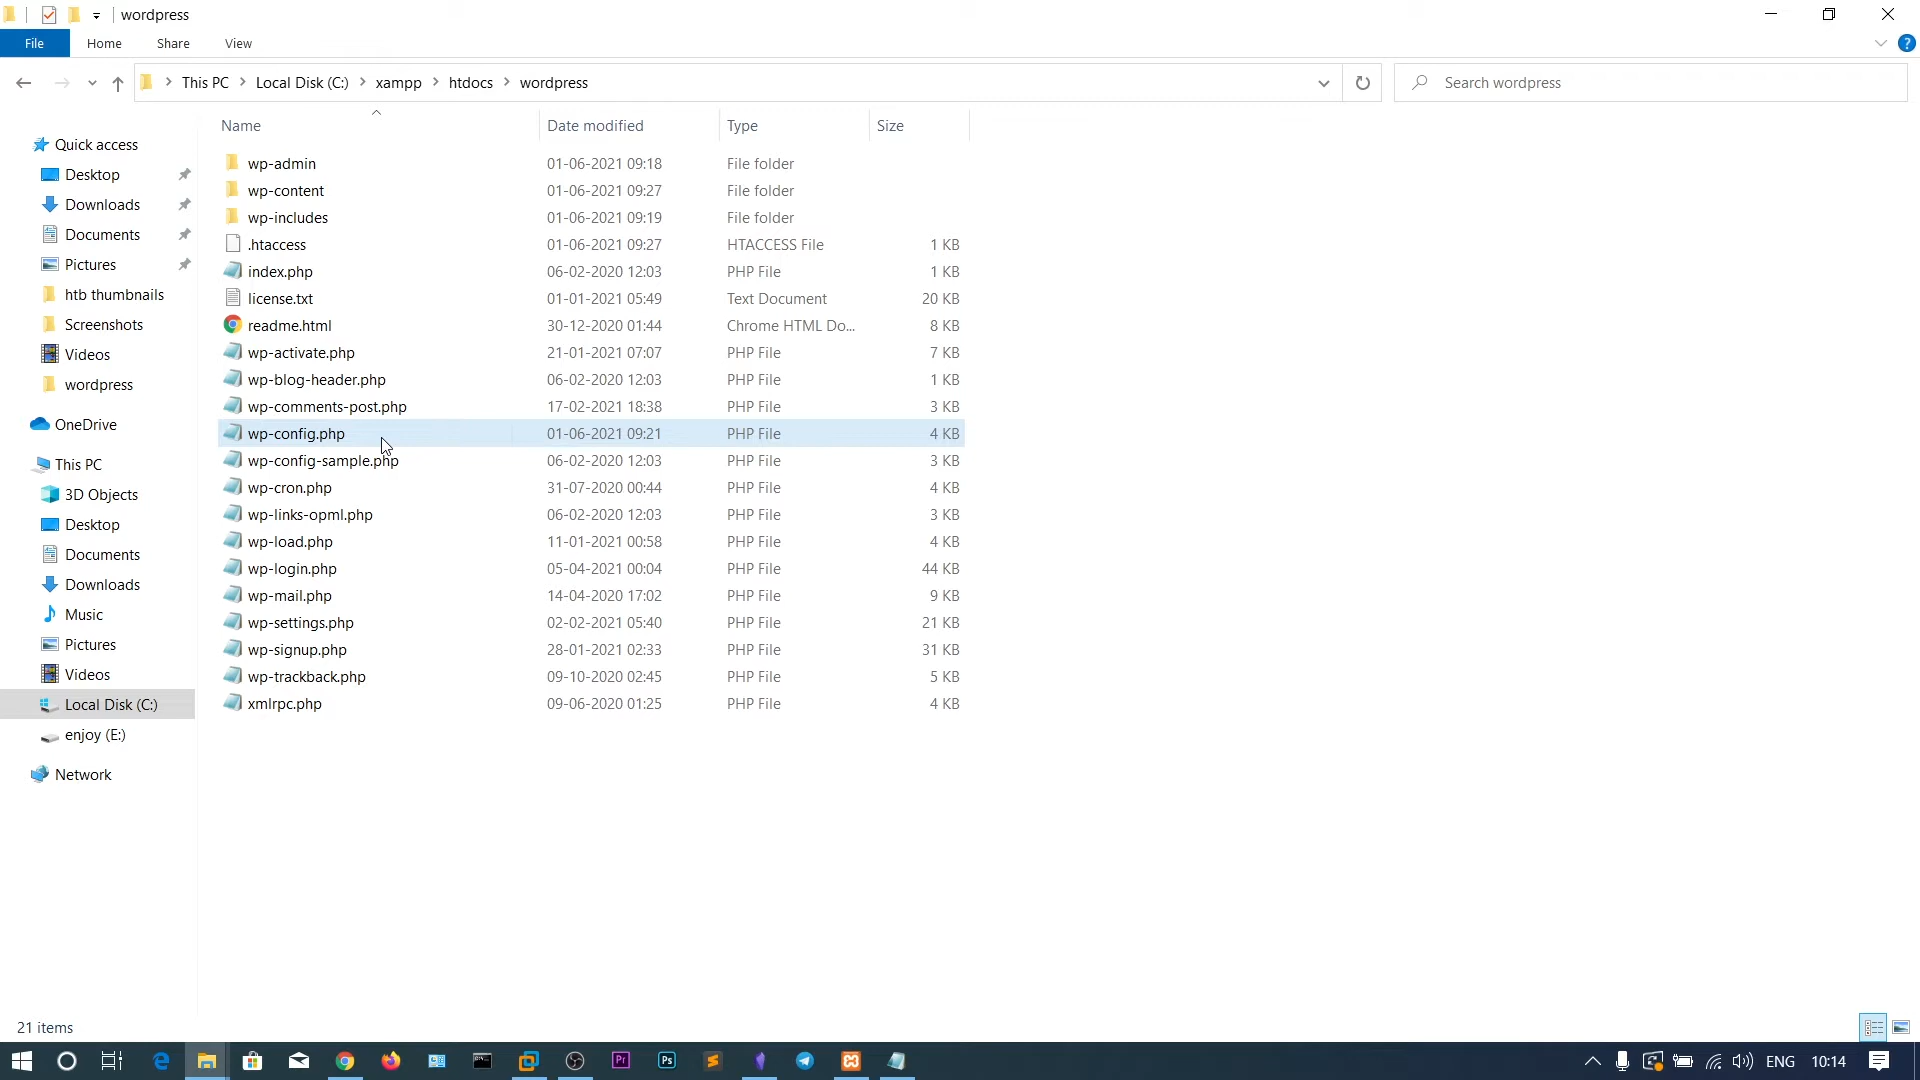 wordpress
File Home Share View
This PC Local Disk (C:) xampp htdocs wordpress
Search wordpress
Name Date modified Type Size
Quick access
Desktop
Downloads
Documents
Pictures
htb thumbnails
Screenshots
Videos
wordpress
OneDrive
This PC
3D Objects
Desktop
Documents
Downloads
Music
Pictures
Videos
Local Disk (C:)
enjoy (E:)
Network
wp-admin 01-06-2021 09:18 File folder
wp-content 01-06-2021 09:27 File folder
wp-includes 01-06-2021 09:19 File folder
.htaccess 01-06-2021 09:27 HTACCESS File 1 KB
index.php 06-02-2020 12:03 PHP File 1 KB
license.txt 01-01-2021 05:49 Text Document 20 KB
readme.html 30-12-2020 01:44 Chrome HTML Do... 8 KB
wp-activate.php 21-01-2021 07:07 PHP File 7 KB
wp-blog-header.php 06-02-2020 12:03 PHP File 1 KB
wp-comments-post.php 17-02-2021 18:38 PHP File 3 KB
wp-config.php 01-06-2021 09:21 PHP File 4 KB
wp-config-sample.php 06-02-2020 12:03 PHP File 3 KB
wp-cron.php 31-07-2020 00:44 PHP File 4 KB
wp-links-opml.php 06-02-2020 12:03 PHP File 3 KB
wp-load.php 11-01-2021 00:58 PHP File 4 KB
wp-login.php 05-04-2021 00:04 PHP File 44 KB
wp-mail.php 14-04-2020 17:02 PHP File 9 KB
wp-settings.php 02-02-2021 05:40 PHP File 21 KB
wp-signup.php 28-01-2021 02:33 PHP File 31 KB
wp-trackback.php 09-10-2020 02:45 PHP File 5 KB
xmlrpc.php 09-06-2020 01:25 PHP File 4 KB
21 items
Pr Ps ENG 10:14